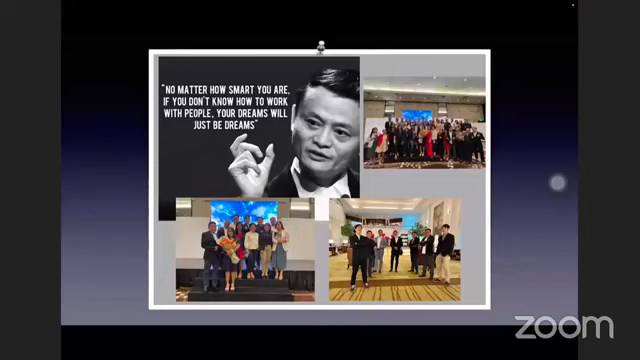 "NO MATTER HOW SMART YOU ARE,
IF YOU DON'T KNOW HOW TO WORK
WITH PEOPLE, YOUR DREAMS WILL
JUST BE DREAMS"
zoom